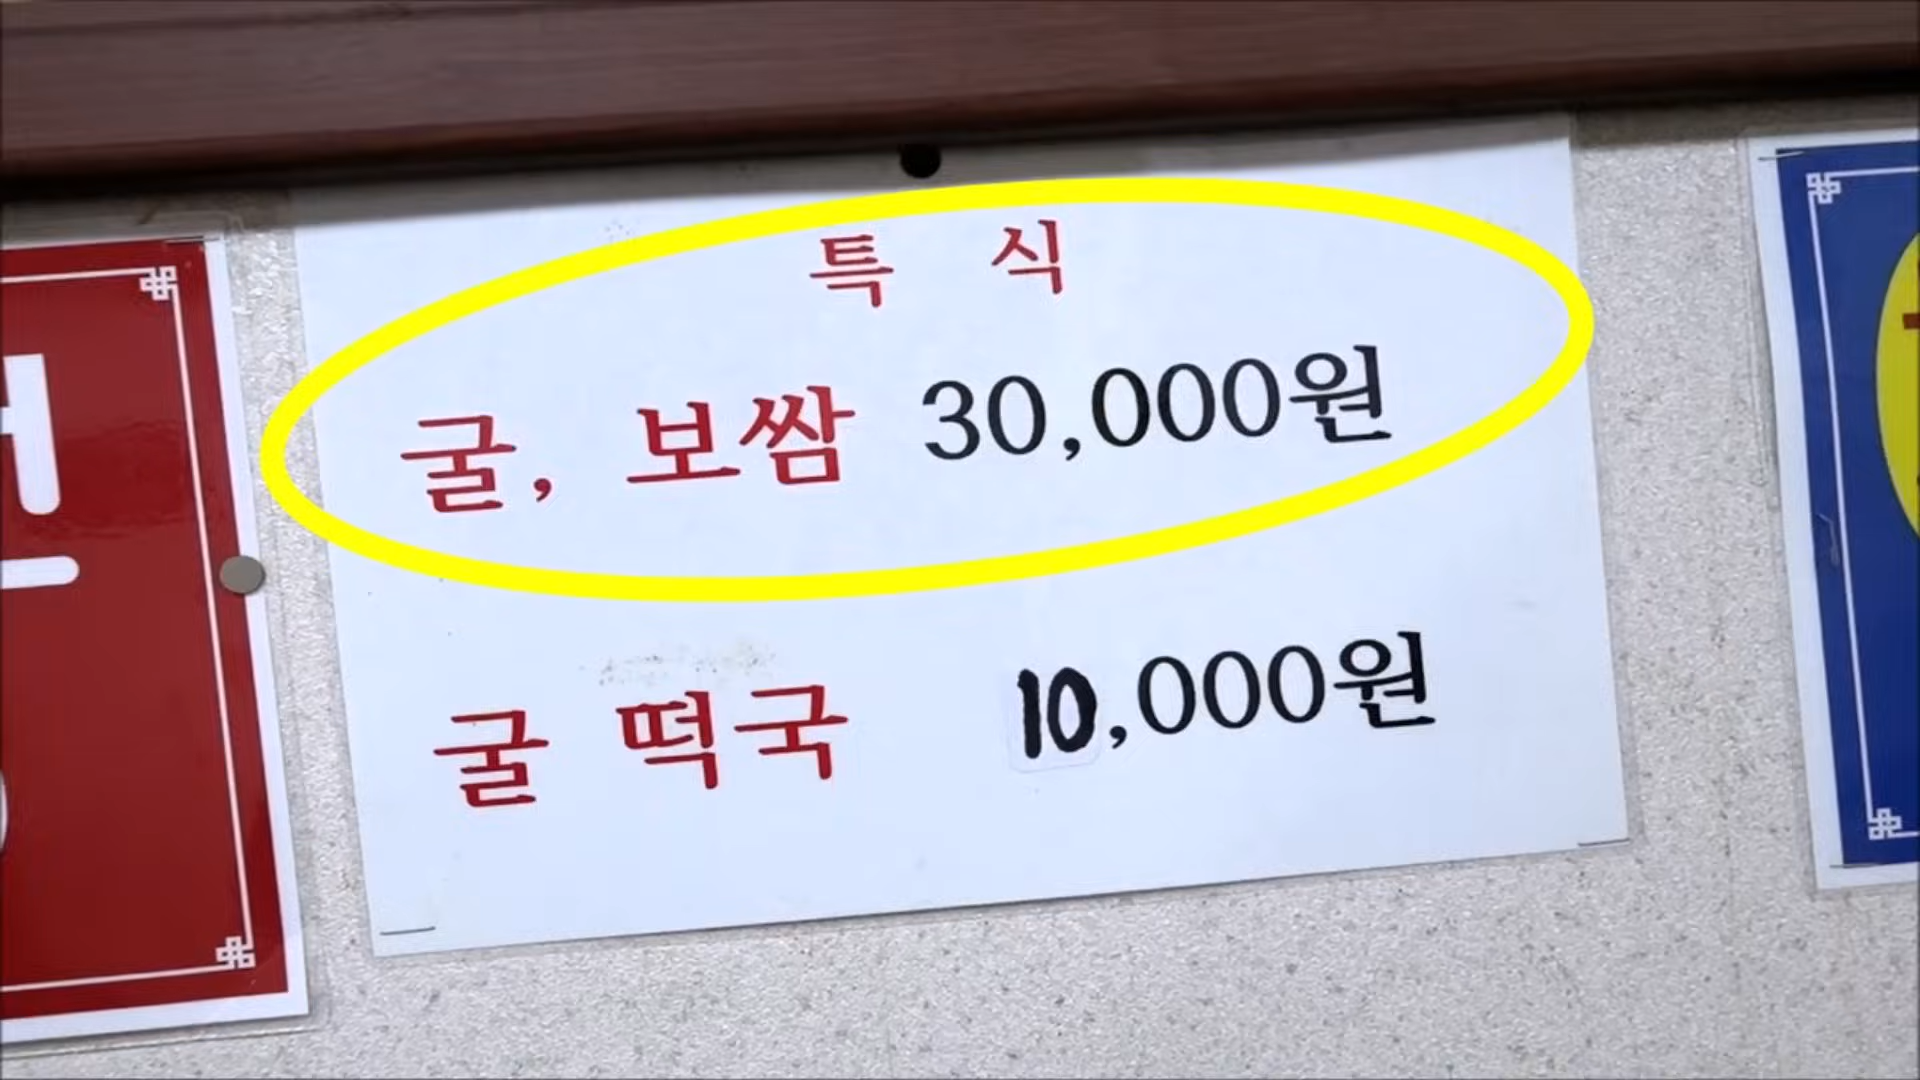 특 식
굴, 보쌈 30,000원
굴 떡국 10,000원